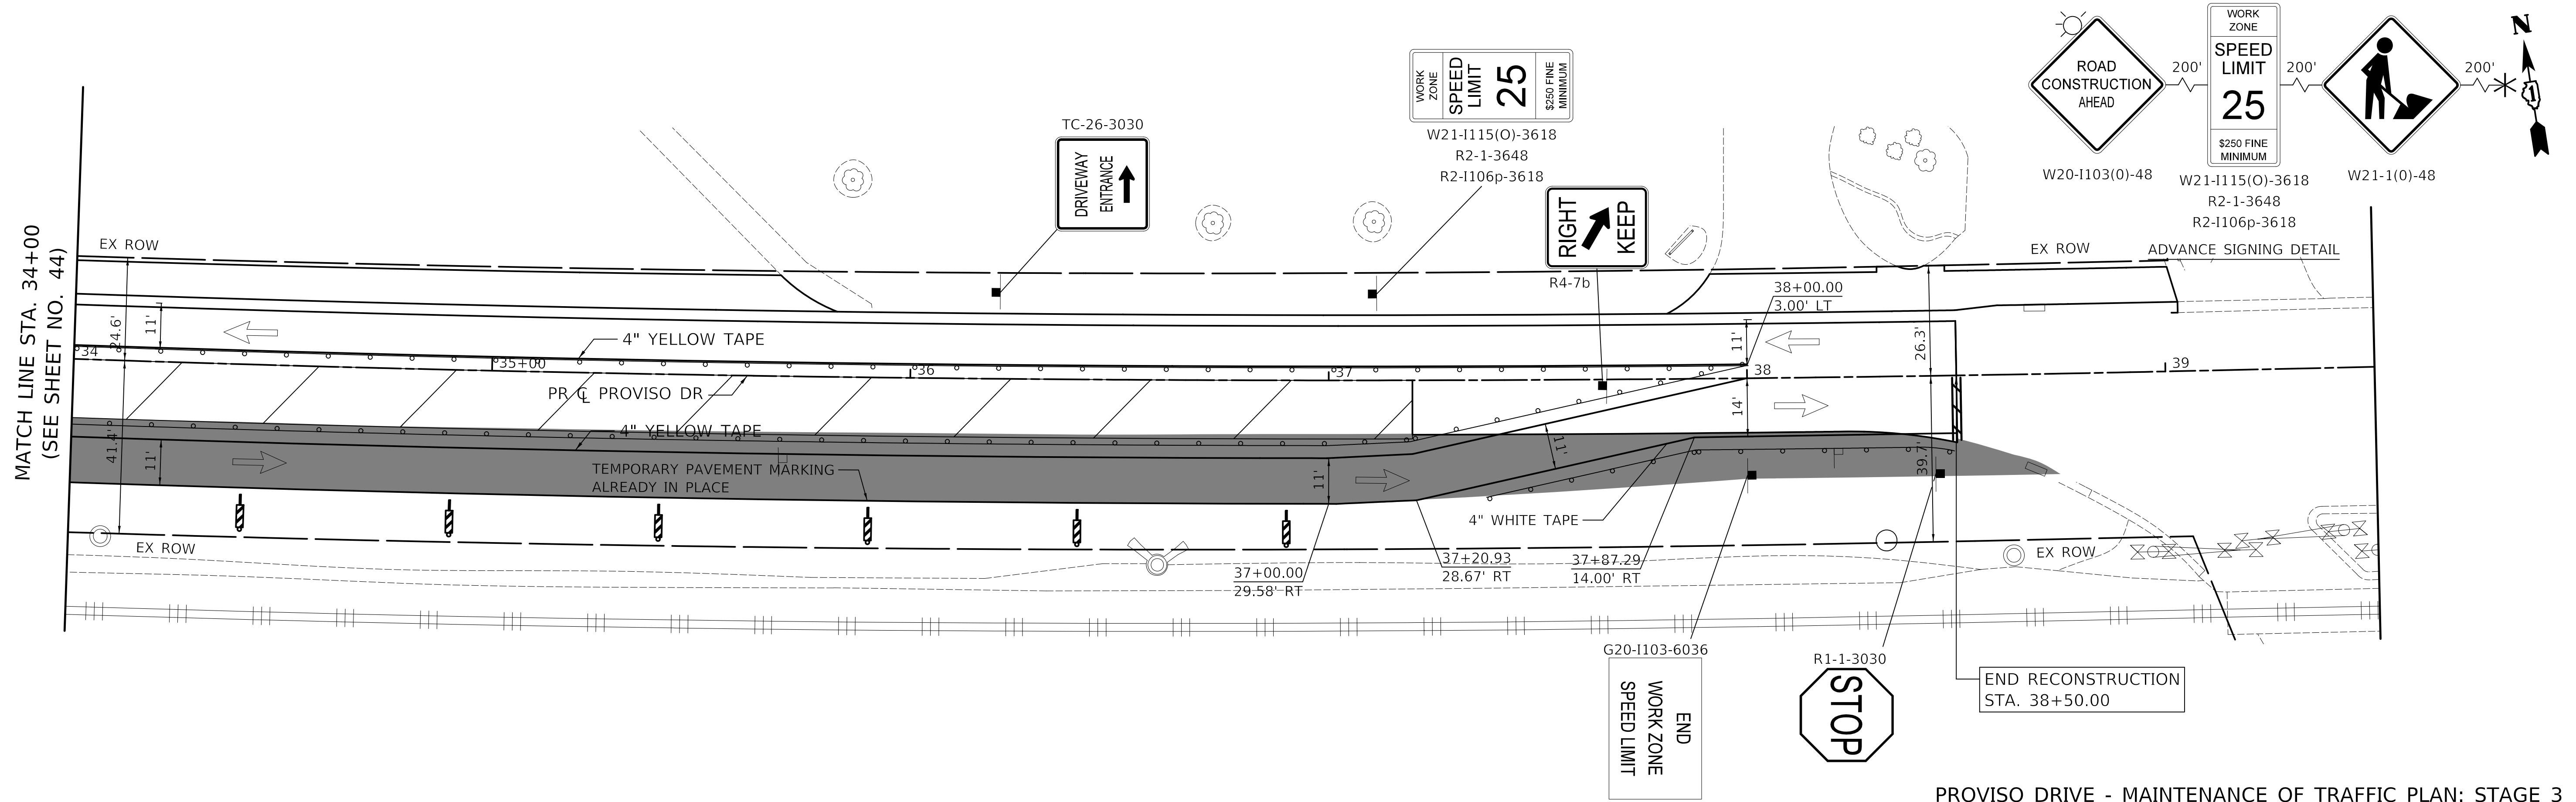 WORK
ZONE
SPEED
LIMIT
25
$250 FINE
MINIMUM
ROAD
CONSTRUCTION
AHEAD
200'
200'
200'
N
1
W20-I103(0)-48
W21-I115(O)-3618
R2-1-3648
R2-I106p-3618
W21-1(0)-48
ADVANCE SIGNING DETAIL
WORK
ZONE
SPEED
LIMIT
25
$250 FINE
MINIMUM
W21-I115(O)-3618
R2-1-3648
R2-I106p-3618
TC-26-3030
DRIVEWAY
ENTRANCE
KEEP
RIGHT
R4-7b
MATCH LINE STA. 34+00
(SEE SHEET NO. 44)
EX ROW
EX ROW
38+00.00
3.00' LT
24.6'
11'
4" YELLOW TAPE
11'
26.3'
34
35+00
36
37
38
39
PR ℄ PROVISO DR
14'
41.4'
11'
4" YELLOW TAPE
TEMPORARY PAVEMENT MARKING
ALREADY IN PLACE
11'
11'
39.7'
4" WHITE TAPE
EX ROW
EX ROW
37+00.00
29.58' RT
37+20.93
28.67' RT
37+87.29
14.00' RT
G20-I103-6036
END
WORK ZONE
SPEED LIMIT
R1-1-3030
STOP
END RECONSTRUCTION
STA. 38+50.00
PROVISO DRIVE - MAINTENANCE OF TRAFFIC PLAN: STAGE 3